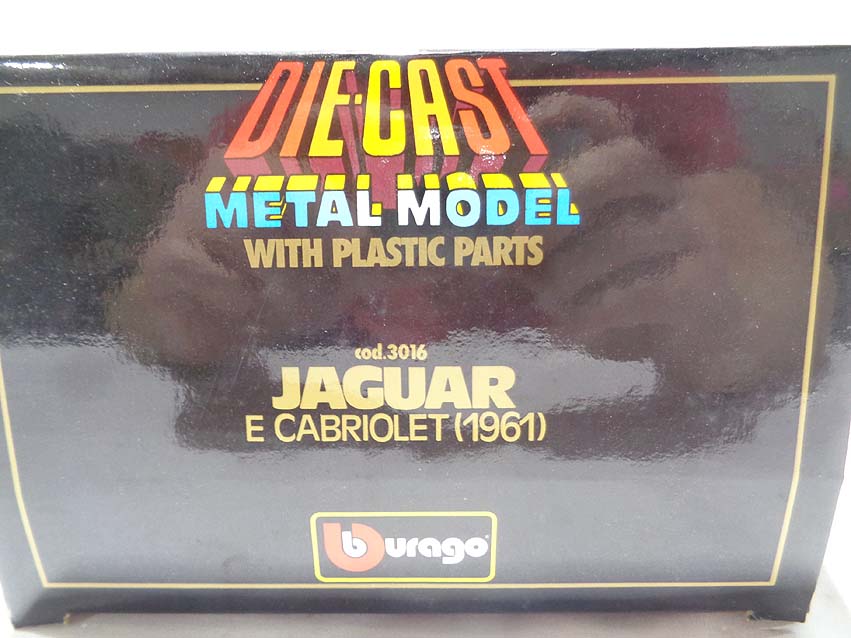 DIE-CAST
METAL MODEL
WITH PLASTIC PARTS
cod.3016
JAGUAR
E CABRIOLET (1961)
burago